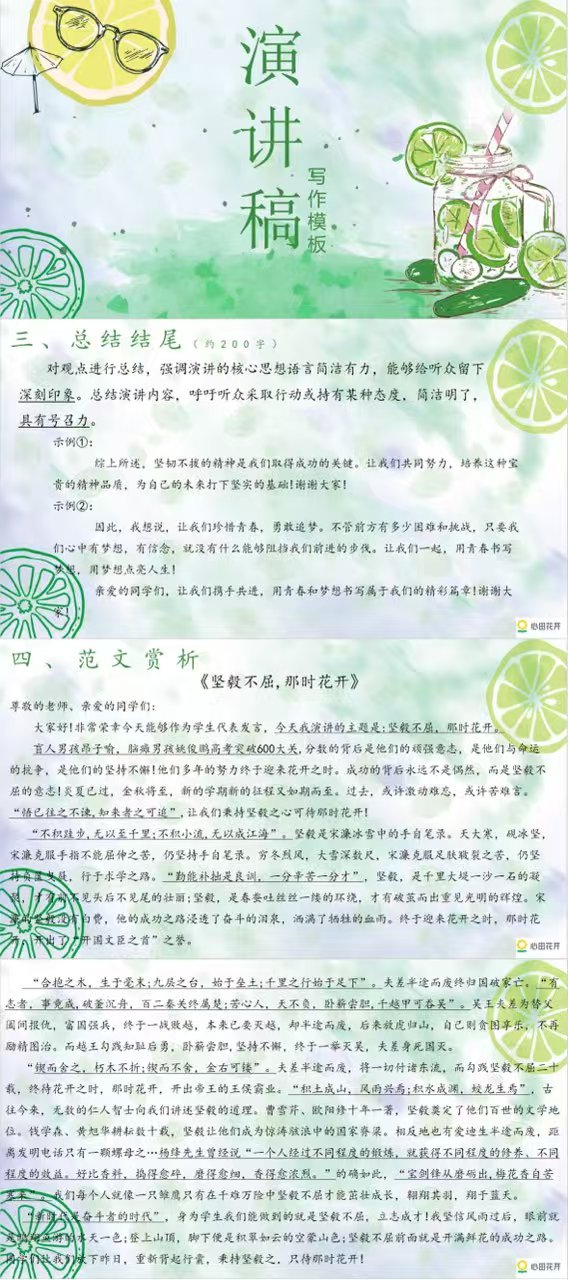 演讲稿
写作模板
三、总结结尾（约200字）
对观点进行总结，强调演讲的核心思想语言简洁有力，能够给听众留下
深刻印象。总结演讲内容，呼吁听众采取行动或持有某种态度，简洁明了，
具有号召力。
示例①：
综上所述，坚韧不拔的精神是我们取得成功的关键。让我们共同努力，培养这种宝
贵的精神品质，为自己的未来打下坚实的基础！谢谢大家！
示例②：
因此，我想说，让我们珍惜青春，勇敢追梦。不管前方有多少困难和挑战，只要我
们心中有梦想，有信念，就没有什么能够阻挡我们前进的步伐。让我们一起，用青春书写
梦想，用梦想点亮人生！
亲爱的同学们，让我们携手共进，用青春和梦想书写属于我们的精彩篇章！谢谢大
家！
心田花开
四、范文赏析
《坚毅不屈，那时花开》
尊敬的老师、亲爱的同学们：
大家好！非常荣幸今天能够作为学生代表发言，今天我演讲的主题是：坚毅不屈，那时花开。
盲人男孩昂子喻，脑瘫男孩姚俊鹏高考突破600大关，分数的背后是他们的顽强意志，是他们与命运
的抗争，是他们的坚持不懈！他们多年的努力终于迎来花开之时。成功的背后永远不是偶然，而是坚毅不
屈的意志！炎夏已过，金秋将至，新的学期新的征程又如期而至。过去，或许激动难忘，或许苦难言。
“悟已往之不谏，知来者之可追”，让我们秉持坚毅之心可待那时花开！
“不积跬步，无以至千里；不积小流，无以成江海”。坚毅是宋濂冰雪中的手自笔录。天大寒，砚冰坚，
宋濂克服手指不能屈伸之苦，仍坚持手自笔录。穷冬烈风，大雪深数尺，宋濂克服足肤皲裂之苦，仍坚
持负箧曳屣，行于求学之路。“勤能补拙是良训，一分辛苦一分才”，坚毅，是千里大堤一沙一石的凝
聚，才有前不见头后不见尾的壮丽；坚毅，是春蚕吐丝丝一缕的环绕，才有破茧而出重见光明的辉煌。宋
濂的坚毅没有白费，他的成功之路浸透了奋斗的泪泉，洒满了牺牲的血雨。终于迎来花开之时，那时花
开，开出了“开国文臣之首”之誉。
心田花开
“合抱之木，生于毫末；九层之台，始于垒土；千里之行始于足下”。夫差半途而废终归国破家亡。“有
志者，事竟成，破釜沉舟，百二秦关终属楚；苦心人，天不负，卧薪尝胆，千越甲可吞吴”。吴王夫差为替父
阖闾报仇，富国强兵，终于一战败越，本来已要灭越，却半途而废，后来放虎归山，自己则贪图享乐，不再
励精图治。而越王勾践知耻后勇，卧薪尝胆，坚持不懈，终于一举灭吴，夫差身死国灭。
“锲而舍之，朽木不折；锲而不舍，金石可镂”。夫差半途而废，将一切付诸东流，而勾践坚毅不屈二十
载，终待花开之时，那时花开，开出帝王的王侯霸业。“积土成山，风雨兴焉；积水成渊，蛟龙生焉”，古
往今来，无数的仁人智士向我们讲述坚毅的道理。曹雪芹、欧阳修十年一著，坚毅奠定了他们百世的文学地
位。钱学森、黄旭华耕耘数十载，坚毅让他们成为惊涛骇浪中的国家脊梁。相反地也有爱迪生半途而废，距
离发明电话只有一颗螺母之…杨绛先生曾经说“一个人经过不同程度的锻炼，就获得不同程度的修养、不同
程度的效益。好比香料，捣得愈碎，磨得愈细，香得愈浓烈。”的确如此，“宝剑锋从磨砺出，梅花香自苦
寒来”，我们每个人就像一只雏鹰只有在千难万险中坚毅不屈才能茁壮成长，翱翔其羽，翔于蓝天。
“新时代是奋斗者的时代”，身为学生我们能做到的就是坚毅不屈，立志成才！我坚信风雨过后，眼前就
水天一色；登上山顶，脚下便是积翠如云的空蒙山色；坚毅不屈前面就是开满鲜花的成功之路。
同学们让我们放下昨日，重新背起行囊，秉持坚毅之，只待那时花开！
心田花开